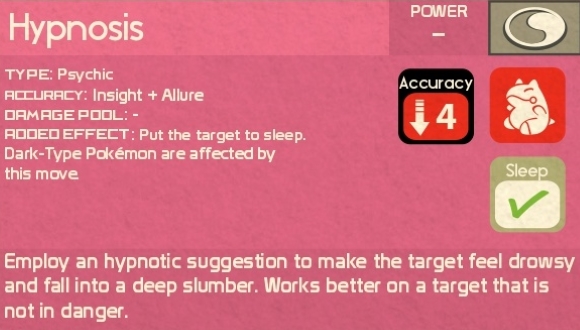 Hypnosis
POWER
–
TYPE: Psychic
ACCURACY: Insight + Allure
DAMAGE POOL: -
ADDED EFFECT: Put the target to sleep.
Dark-Type Pokémon are affected by
this move
Accuracy
4
Sleep
Employ an hypnotic suggestion to make the target feel drowsy
and fall into a deep slumber. Works better on a target that is
not in danger.